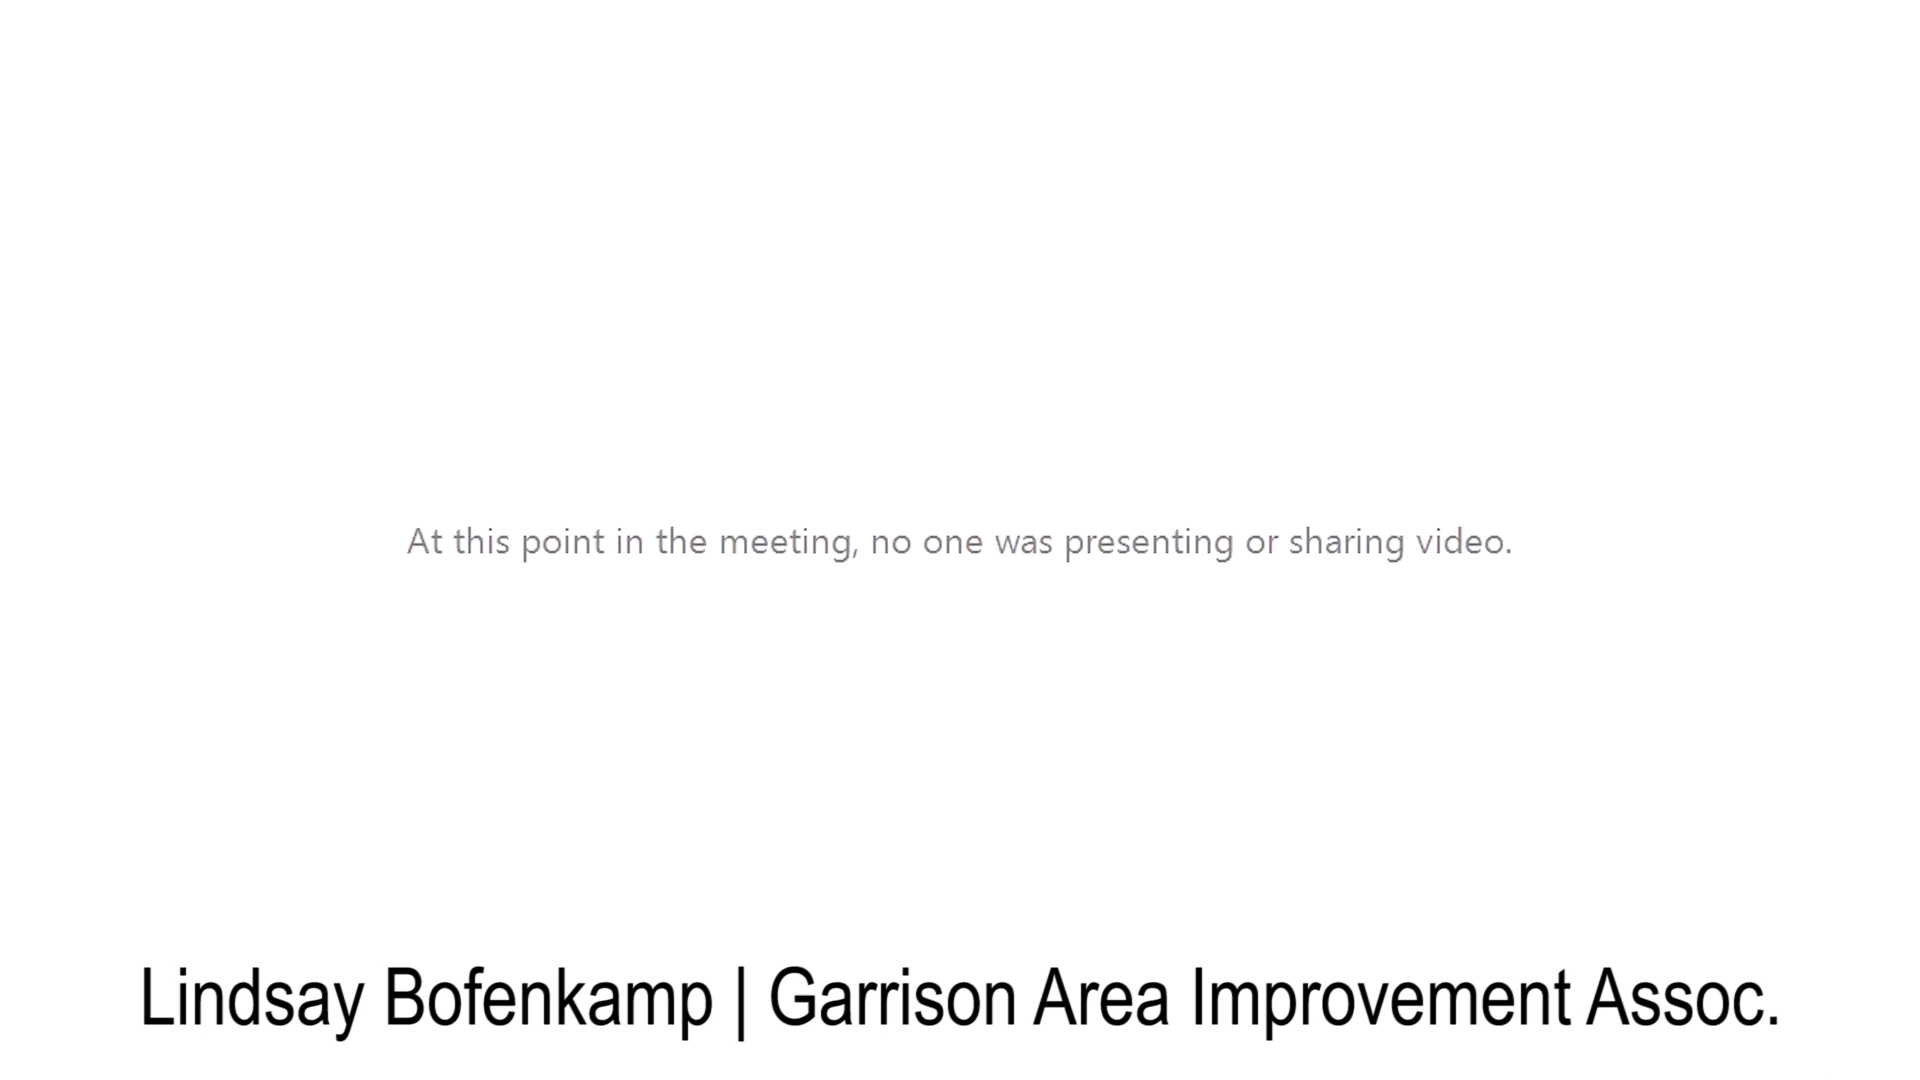 At this point in the meeting, no one was presenting or sharing video.
Lindsay Bofenkamp | Garrison Area Improvement Assoc.